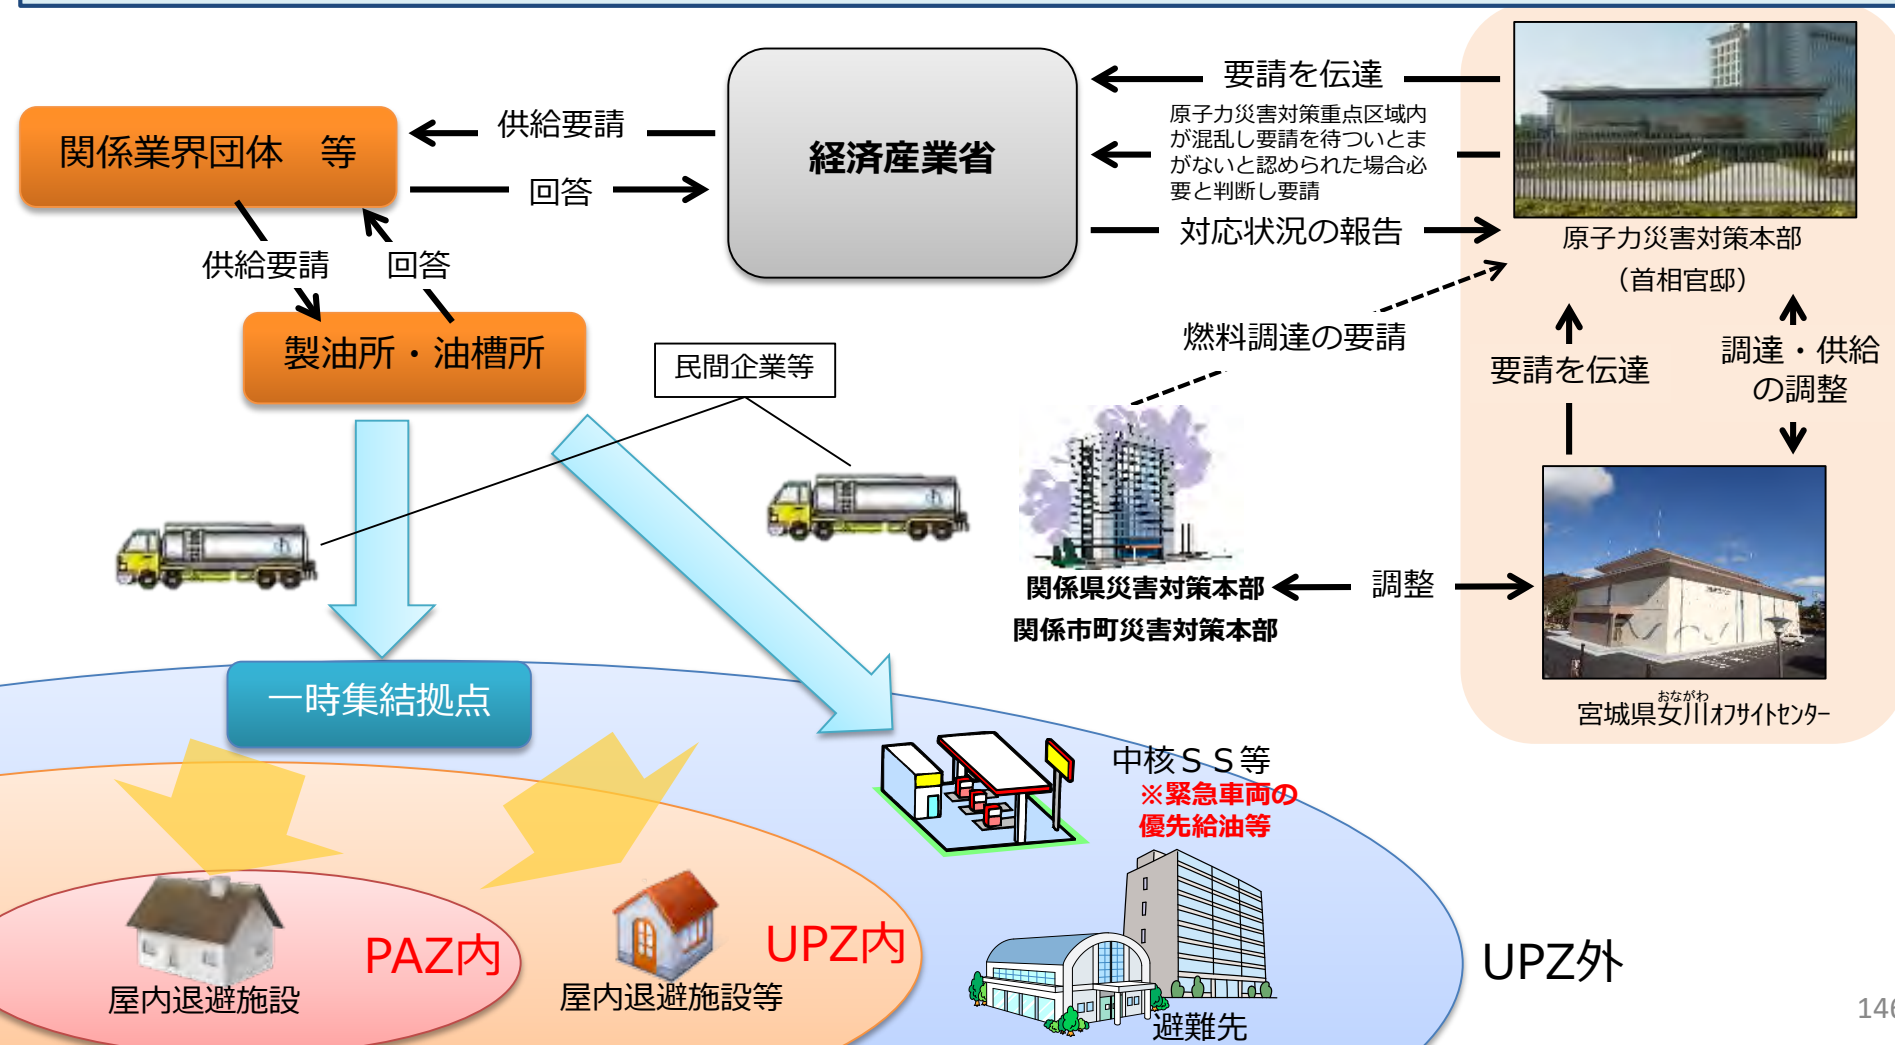 要請を伝達
原子力災害対策重点区域内
が混乱し要請を待ついとま
がないと認められた場合必
要と判断し要請
対応状況の報告
経済産業省
供給要請
回答
関係業界団体　等
供給要請
回答
製油所・油槽所
民間企業等
原子力災害対策本部
（首相官邸）
燃料調達の要請
要請を伝達
調達・供給
の調整
関係県災害対策本部
関係市町災害対策本部
調整
おながわ
宮城県女川ｵﾌｻｲﾄｾﾝﾀｰ
一時集結拠点
中核ＳＳ等
※緊急車両の
優先給油等
PAZ内
屋内退避施設
UPZ内
屋内退避施設等
避難先
UPZ外
146